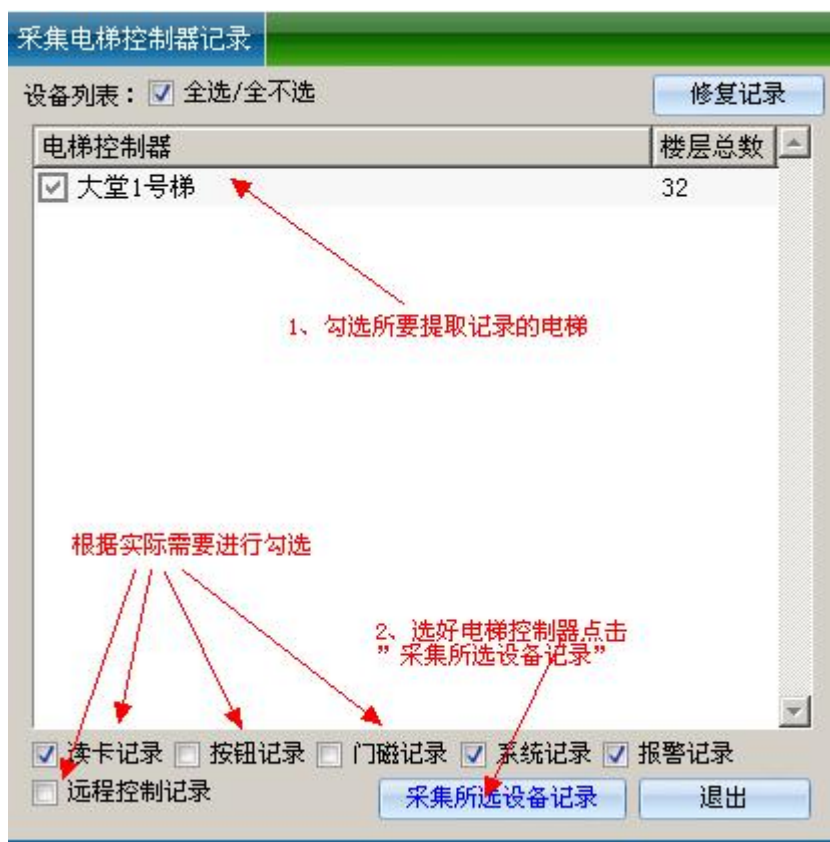 采集电梯控制器记录
设备列表： 全选/全不选 修复记录
电梯控制器 楼层总数
大堂1号梯 32
1、勾选所要提取记录的电梯
根据实际需要进行勾选
2、选好电梯控制器点击
”采集所选设备记录”
读卡记录 按钮记录 门磁记录 系统记录 报警记录
远程控制记录 采集所选设备记录 退出